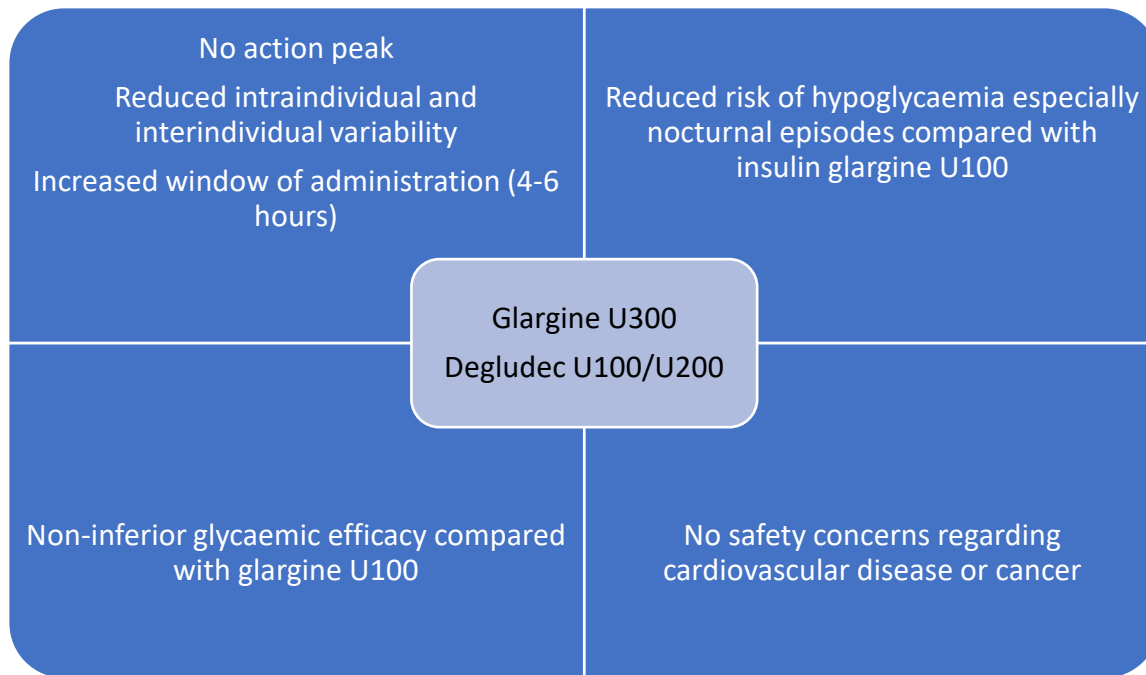 No action peak
Reduced intraindividual and
interindividual variability
Increased window of administration (4-6
hours)
Reduced risk of hypoglycaemia especially
nocturnal episodes compared with
insulin glargine U100
Glargine U300
Degludec U100/U200
Non-inferior glycaemic efficacy compared
with glargine U100
No safety concerns regarding
cardiovascular disease or cancer